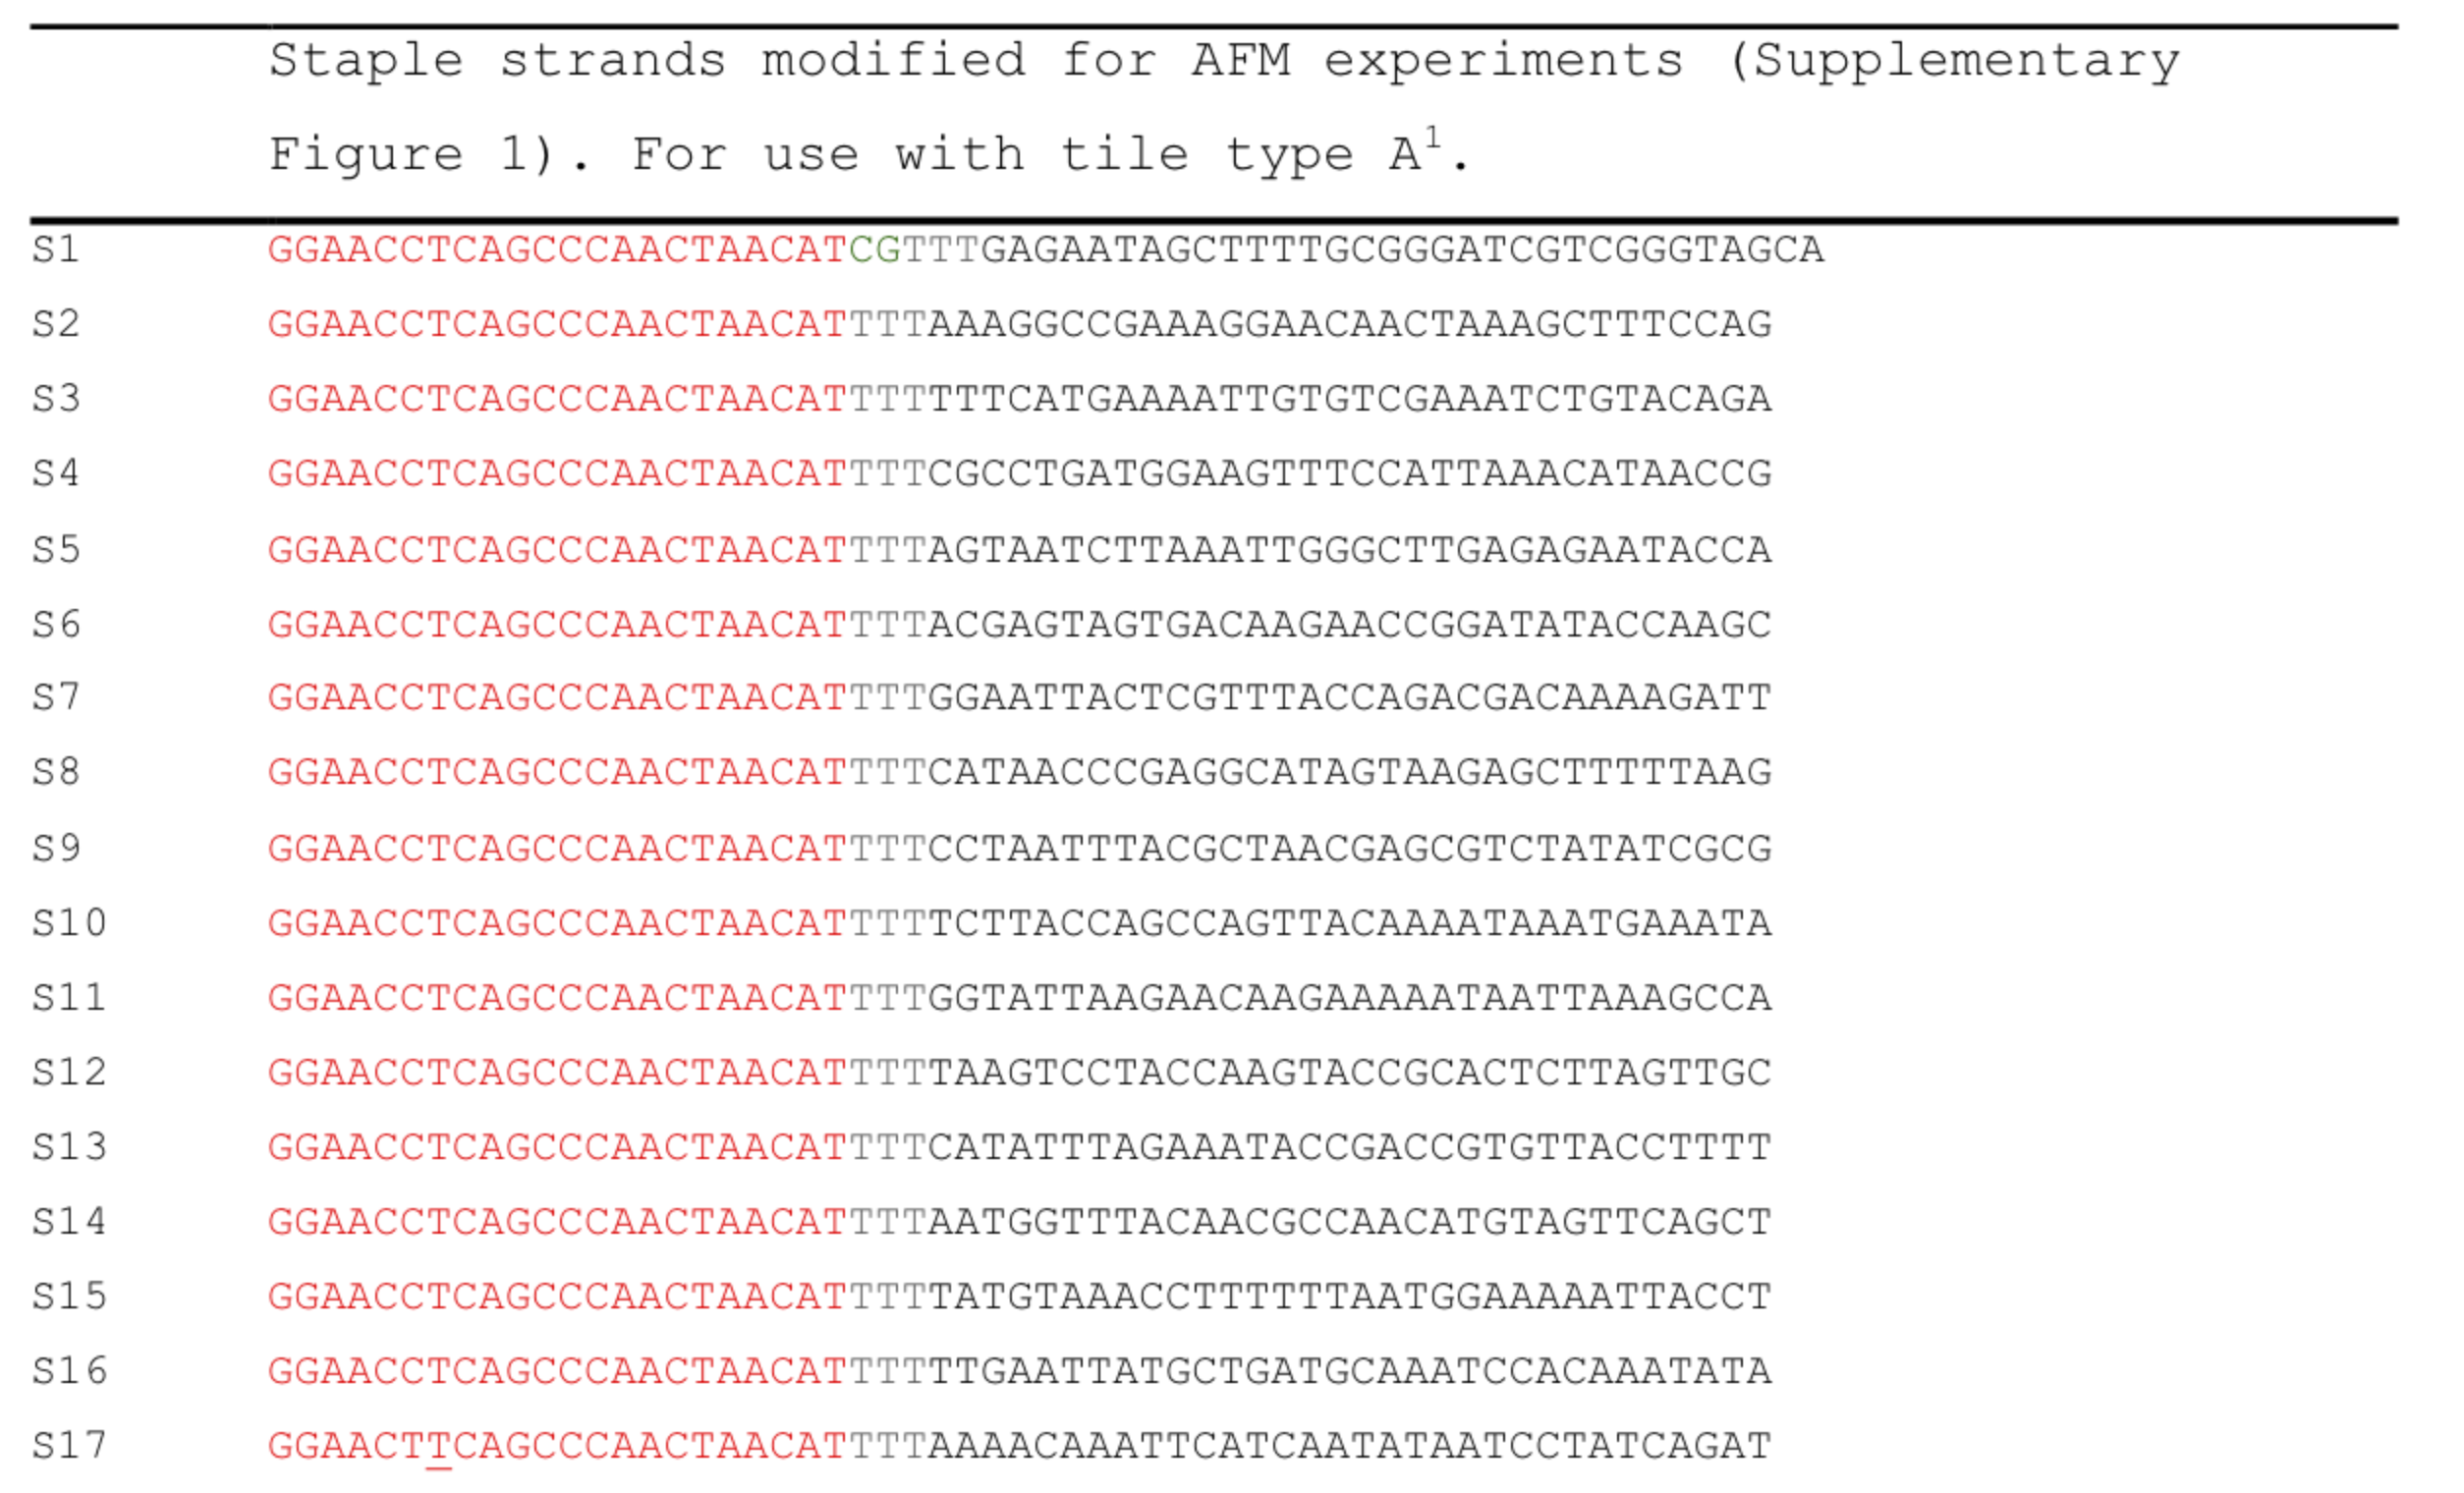 Staple strands modified for AFM experiments (Supplementary
Figure 1). For use with tile type A¹.
S1 GGAACCTCAGCCCAACTAACATCGTTTGAGAATAGCTTTTGCGGGATCGTCGGGTAGCA
S2 GGAACCTCAGCCCAACTAACATTTTAAAGGCCGAAAGGAACAACTAAAGCTTTCCAG
S3 GGAACCTCAGCCCAACTAACATTTTTTTCATGAAAATTGTGTCGAAATCTGTACAGA
S4 GGAACCTCAGCCCAACTAACATTTTCGCCTGATGGAAGTTTCCATTAAACATAACCG
S5 GGAACCTCAGCCCAACTAACATTTTAGTAATCTTAAATTGGGCTTGAGAGAATACCA
S6 GGAACCTCAGCCCAACTAACATTTTACGAGTAGTGACAAGAACCGGATATACCAAGC
S7 GGAACCTCAGCCCAACTAACATTTTGGAATTACTCGTTTACCAGACGACAAAAGATT
S8 GGAACCTCAGCCCAACTAACATTTTCATAACCCGAGGCATAGTAAGAGCTTTTTAAG
S9 GGAACCTCAGCCCAACTAACATTTTCCTAATTTACGCTAACGAGCGTCTATATCGCG
S10 GGAACCTCAGCCCAACTAACATTTTTCTTACCAGCCAGTTACAAAATAAATGAAATA
S11 GGAACCTCAGCCCAACTAACATTTTGGTATTAAGAACAAGAAAAATAATTAAAGCCA
S12 GGAACCTCAGCCCAACTAACATTTTTAAGTCCTACCAAGTACCGCACTCTTAGTTGC
S13 GGAACCTCAGCCCAACTAACATTTTCATATTTAGAAATACCGACCGTGTTACCTTTT
S14 GGAACCTCAGCCCAACTAACATTTTAATGGTTTACAACGCCAACATGTAGTTCAGCT
S15 GGAACCTCAGCCCAACTAACATTTTTATGTAAACCTTTTTTAATGGAAAAATTACCT
S16 GGAACCTCAGCCCAACTAACATTTTTTGAATTATGCTGATGCAAATCCACAAATATA
S17 GGAACTTCAGCCCAACTAACATTTTAAAACAAATTCATCAATATAATCCTATCAGAT